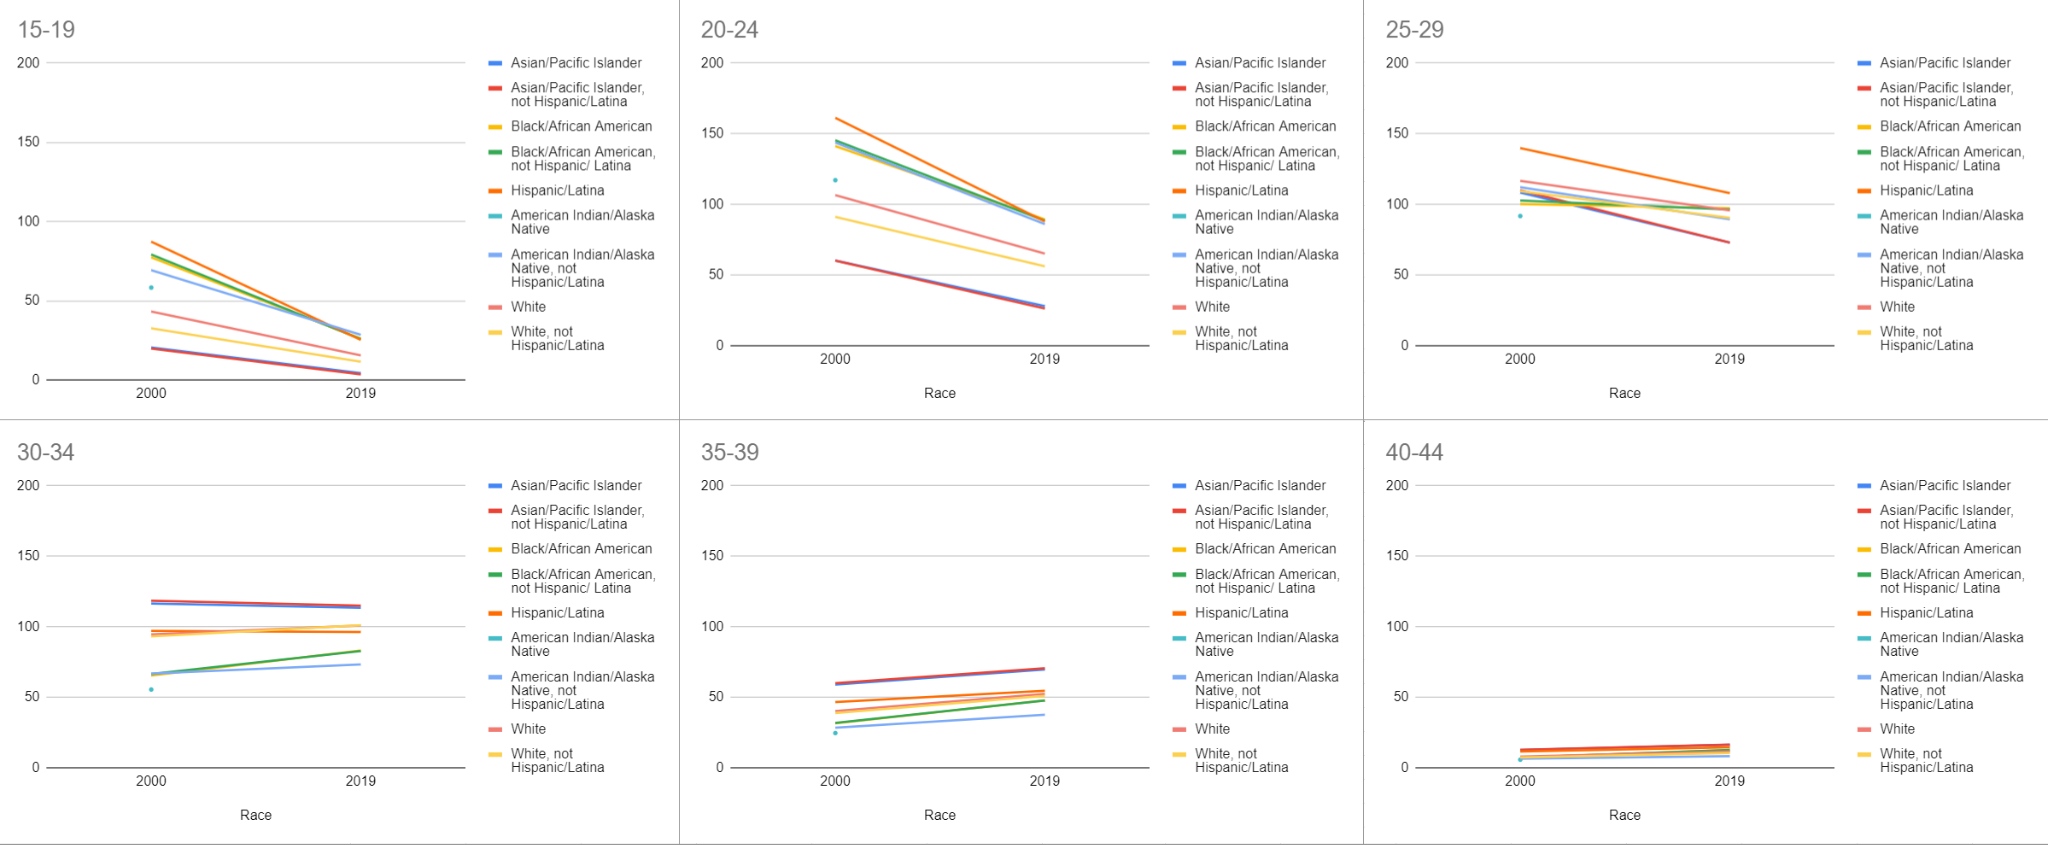 15-19
200
150
100
50
0
2000
2019
Asian/Pacific Islander
Asian/Pacific Islander,
not Hispanic/Latina
Black/African American
Black/African American,
not Hispanic/ Latina
Hispanic/Latina
American Indian/Alaska
Native
American Indian/Alaska
Native, not
Hispanic/Latina
White
White, not
Hispanic/Latina
20-24
200
150
100
50
0
2000
2019
Race
Asian/Pacific Islander
Asian/Pacific Islander,
not Hispanic/Latina
Black/African American
Black/African American,
not Hispanic/ Latina
Hispanic/Latina
American Indian/Alaska
Native
American Indian/Alaska
Native, not
Hispanic/Latina
White
White, not
Hispanic/Latina
25-29
200
150
100
50
0
2000
2019
Race
Asian/Pacific Islander
Asian/Pacific Islander,
not Hispanic/Latina
Black/African American
Black/African American,
not Hispanic/ Latina
Hispanic/Latina
American Indian/Alaska
Native
American Indian/Alaska
Native, not
Hispanic/Latina
White
White, not
Hispanic/Latina
30-34
200
150
100
50
0
2000
2019
Race
Asian/Pacific Islander
Asian/Pacific Islander,
not Hispanic/Latina
Black/African American
Black/African American,
not Hispanic/ Latina
Hispanic/Latina
American Indian/Alaska
Native
American Indian/Alaska
Native, not
Hispanic/Latina
White
White, not
Hispanic/Latina
35-39
200
150
100
50
0
2000
2019
Race
Asian/Pacific Islander
Asian/Pacific Islander,
not Hispanic/Latina
Black/African American
Black/African American,
not Hispanic/ Latina
Hispanic/Latina
American Indian/Alaska
Native
American Indian/Alaska
Native, not
Hispanic/Latina
White
White, not
Hispanic/Latina
40-44
200
150
100
50
0
2000
2019
Race
Asian/Pacific Islander
Asian/Pacific Islander,
not Hispanic/Latina
Black/African American
Black/African American,
not Hispanic/ Latina
Hispanic/Latina
American Indian/Alaska
Native
American Indian/Alaska
Native, not
Hispanic/Latina
White
White, not
Hispanic/Latina